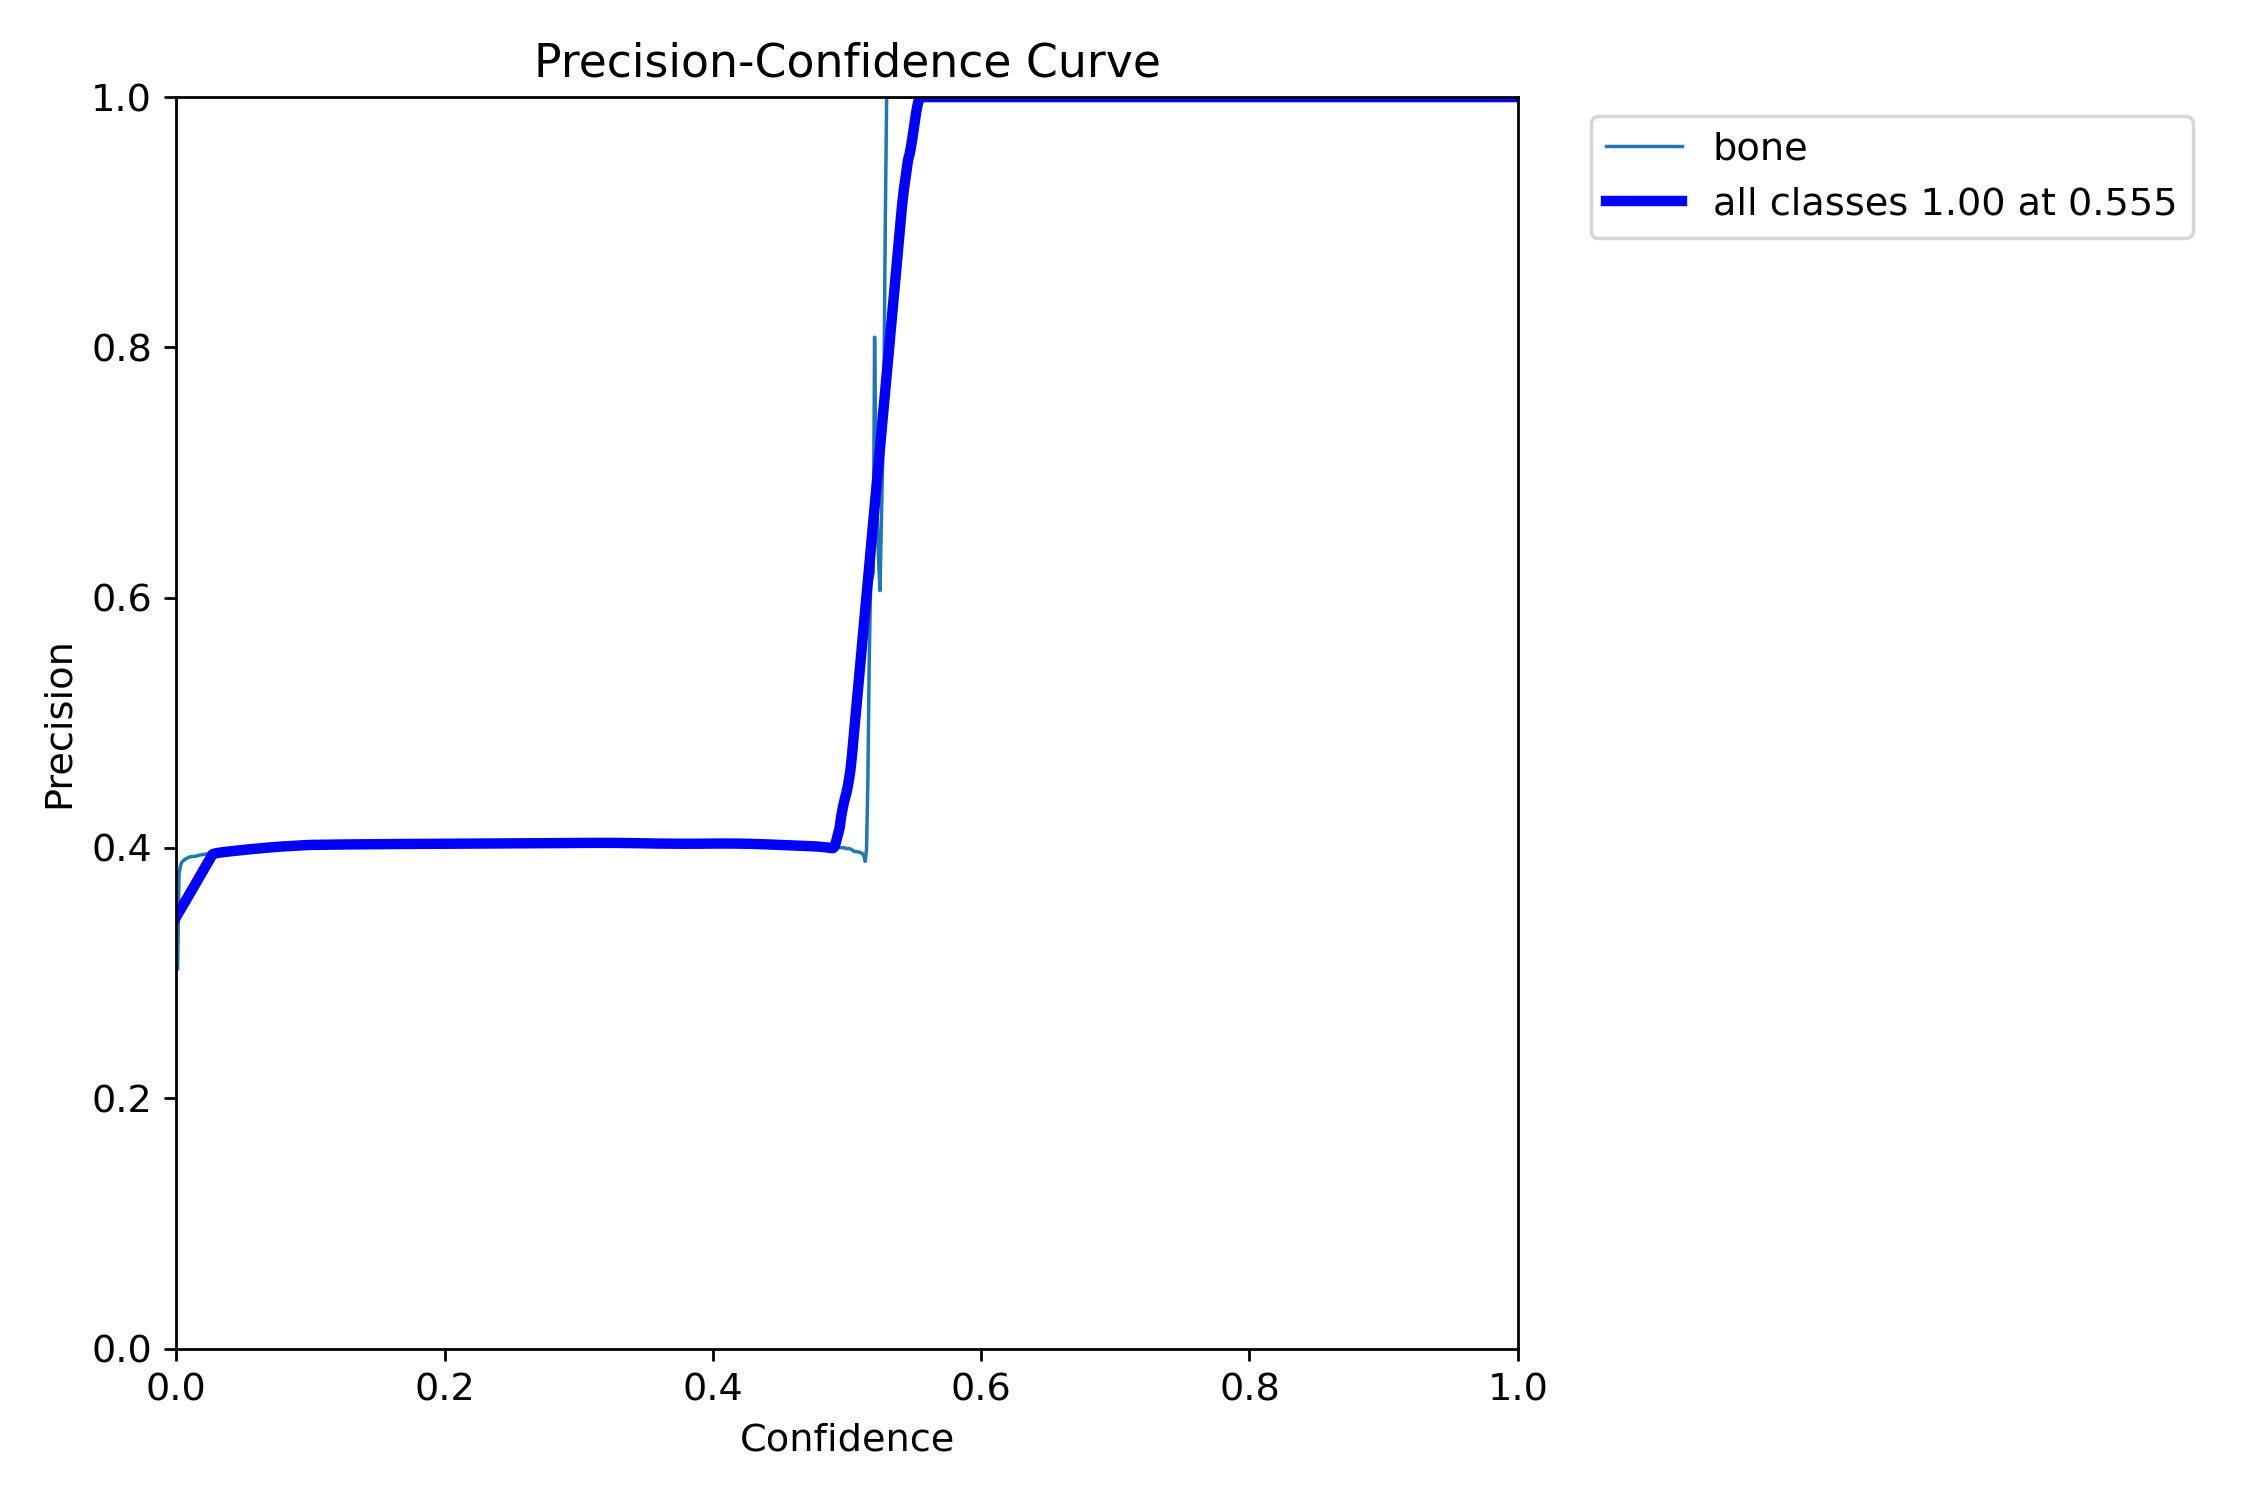 Precision-Confidence Curve
1.0
0.8
0.6
0.4
0.2
0.0
Precision
0.0 0.2 0.4 0.6 0.8 1.0
Confidence
bone
all classes 1.00 at 0.555